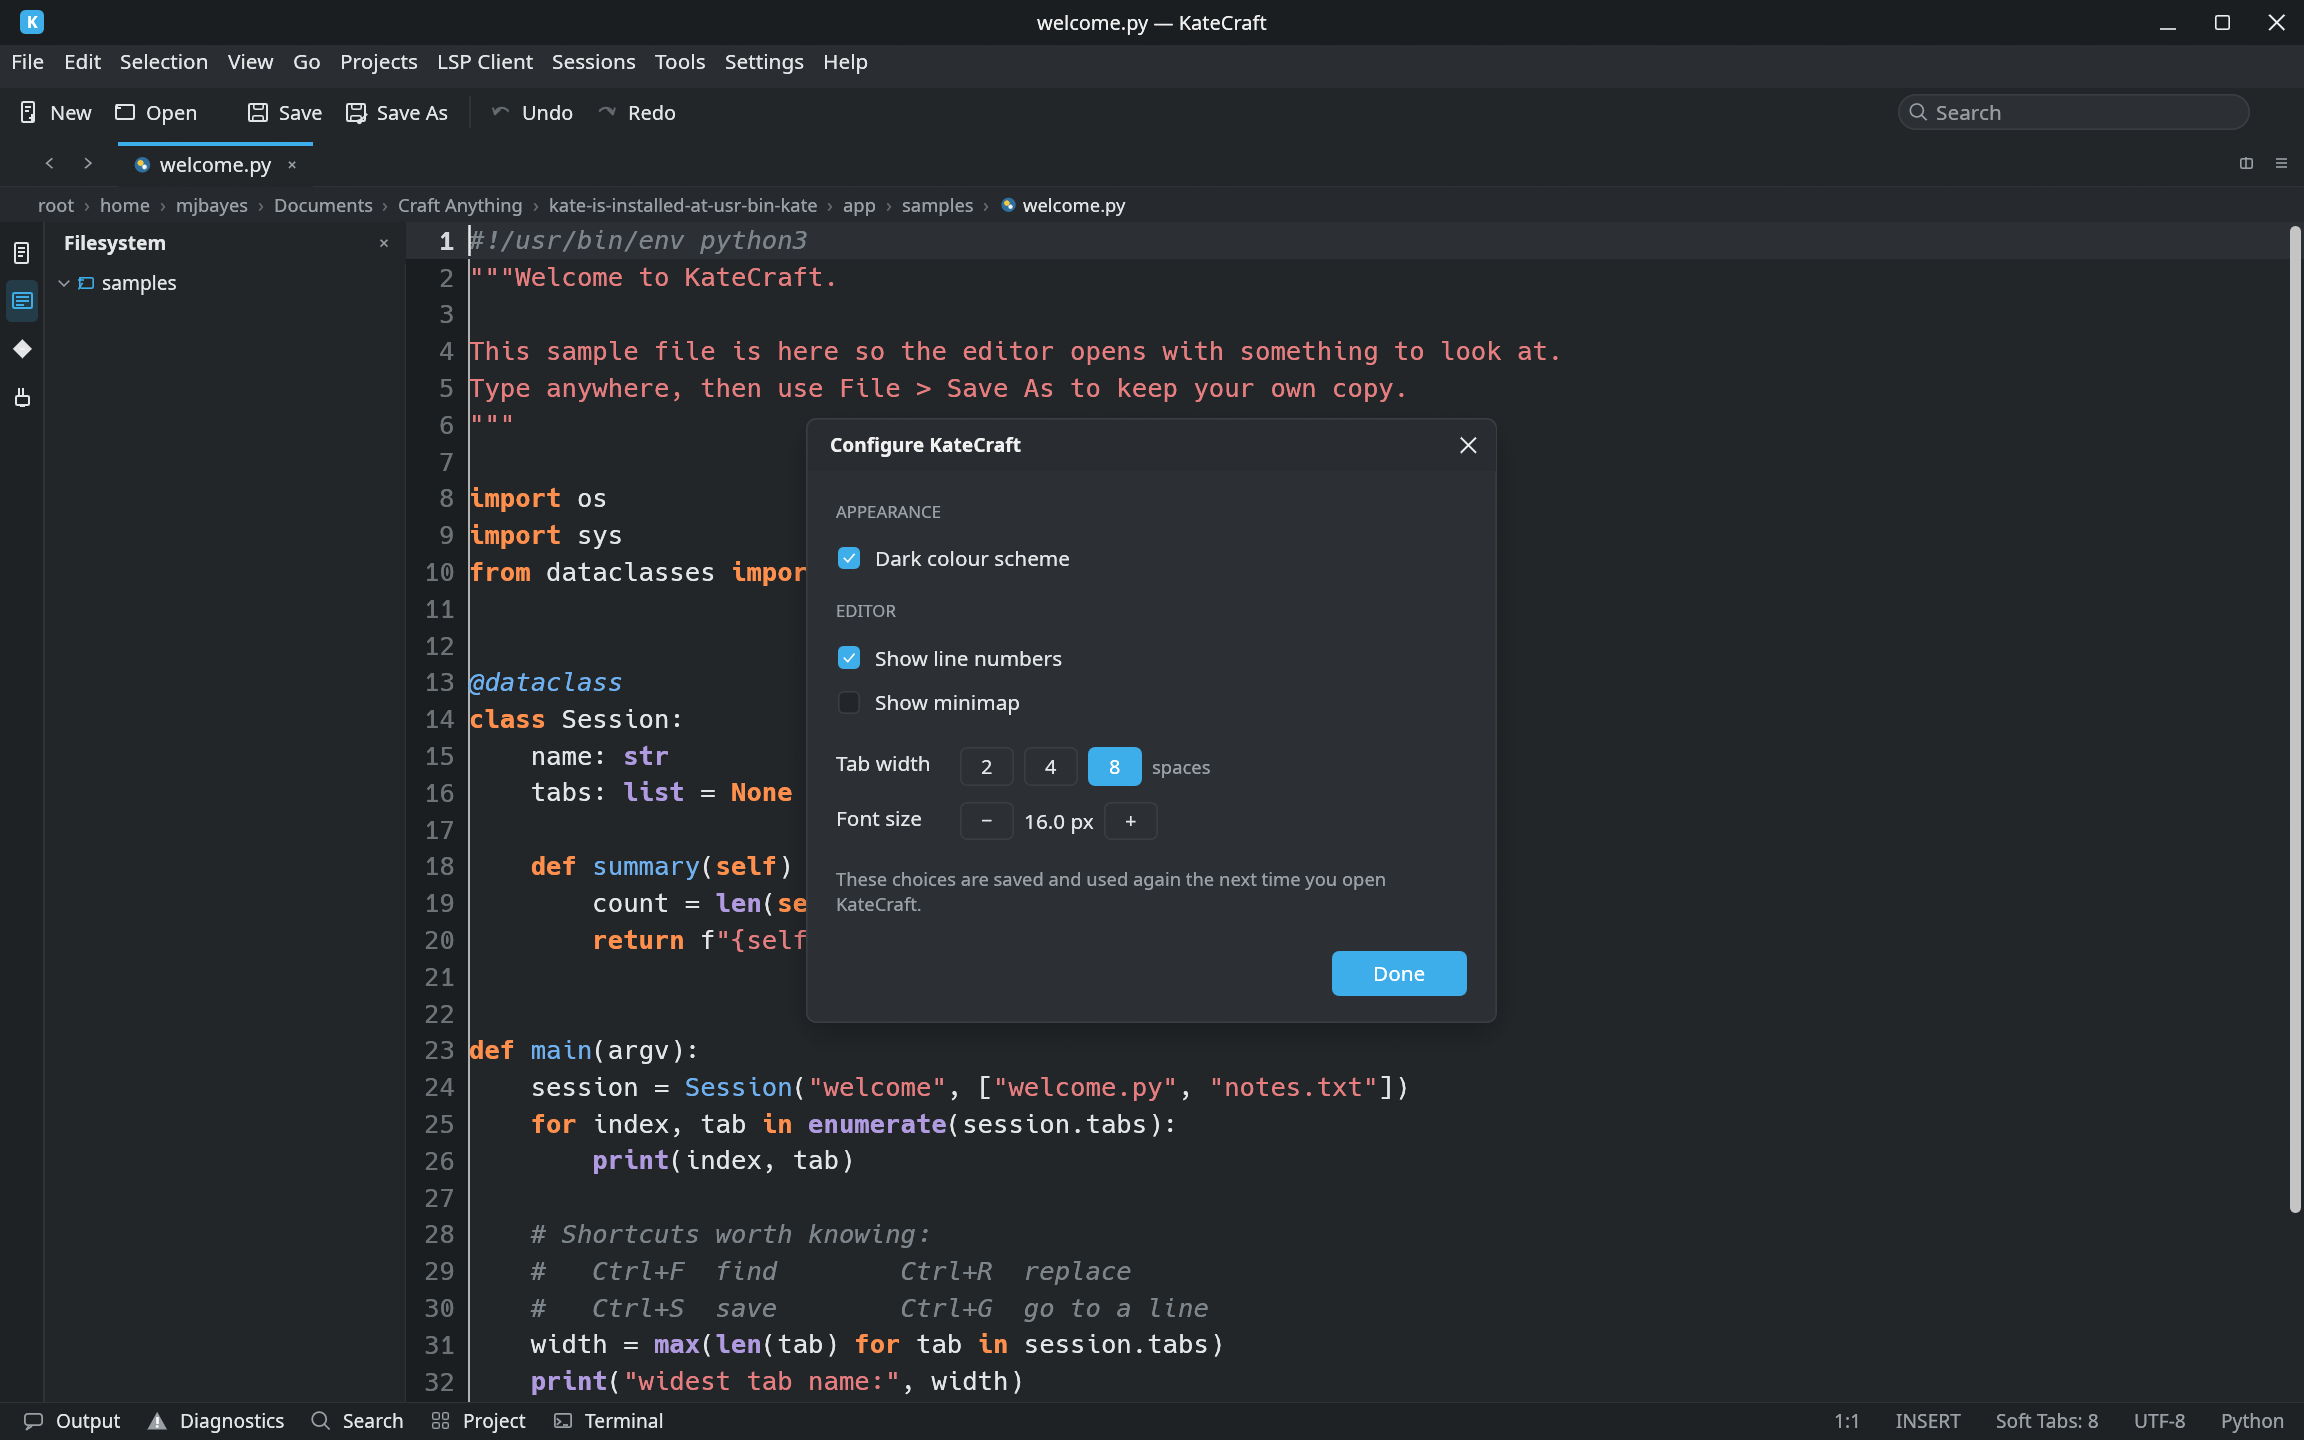 K
welcome.py — KateCraft
File Edit Selection View Go Projects LSP Client Sessions Tools Settings Help
New Open Save Save As Undo Redo Search
welcome.py
root › home › mjbayes › Documents › Craft Anything › kate-is-installed-at-usr-bin-kate › app › samples › welcome.py
Filesystem
samples
1 #!/usr/bin/env python3
2 """Welcome to KateCraft.
3
4 This sample file is here so the editor opens with something to look at.
5 Type anywhere, then use File > Save As to keep your own copy.
6 """
7
8 import os
9 import sys
10 from dataclasses impor
11
12
13 @dataclass
14 class Session:
15     name: str
16     tabs: list = None
17
18     def summary(self)
19         count = len(se
20         return f"{self
21
22
23 def main(argv):
24     session = Session("welcome", ["welcome.py", "notes.txt"])
25     for index, tab in enumerate(session.tabs):
26         print(index, tab)
27
28     # Shortcuts worth knowing:
29     #   Ctrl+F  find        Ctrl+R  replace
30     #   Ctrl+S  save        Ctrl+G  go to a line
31     width = max(len(tab) for tab in session.tabs)
32     print("widest tab name:", width)
Configure KateCraft
APPEARANCE
Dark colour scheme
EDITOR
Show line numbers
Show minimap
Tab width 2 4 8 spaces
Font size − 16.0 px +
These choices are saved and used again the next time you open
KateCraft.
Done
Output Diagnostics Search Project Terminal 1:1 INSERT Soft Tabs: 8 UTF-8 Python